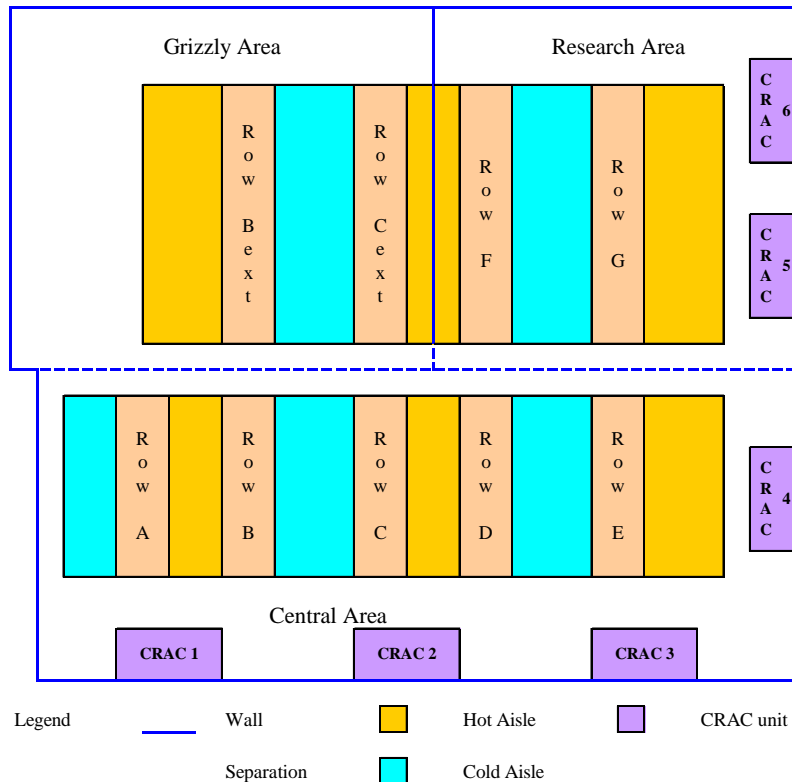 Grizzly Area
Research Area
CRAC 6
Row Bext
Row Cext
Row F
Row G
CRAC 5
Row A
Row B
Row C
Row D
Row E
CRAC 4
Central Area
CRAC 1
CRAC 2
CRAC 3
Legend
Wall
Hot Aisle
CRAC unit
Separation
Cold Aisle